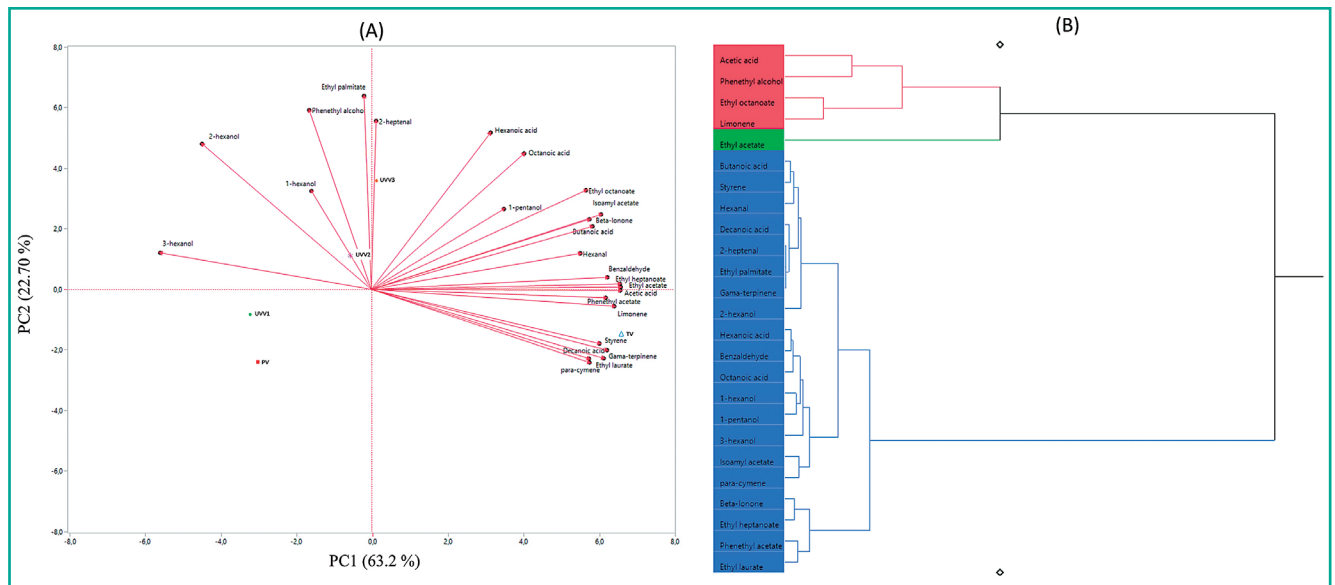 (A)
8,0
Ethyl palmitate
6,0
Phenethyl alcohol
2-heptenal
2-hexanol
Hexanoic acid
Octanoic acid
4,0
UVV3
1-hexanol
Ethyl octanoate
Isoamyl acetate
1-pentanol
Beta-Ionone
Butanoic acid
2,0
3-hexanol
UVV2
Hexanal
Benzaldehyde
Ethyl heptanoate
Ethyl acetate
0,0
Acetic acid
Phenethyl acetate
Limonene
UVV1
TV
Styrene
-2,0
PV
Decanoic acid
Gama-terpinene
Ethyl laurate
para-cymene
-4,0
-6,0
-8,0
-8,0 -6,0 -4,0 -2,0 0,0 2,0 4,0 6,0 8,0
PC1 (63.2 %)
PC2 (22.70 %)
(B)
Acetic acid
Phenethyl alcohol
Ethyl octanoate
Limonene
Ethyl acetate
Butanoic acid
Styrene
Hexanal
Decanoic acid
2-heptenal
Ethyl palmitate
Gama-terpinene
2-hexanol
Hexanoic acid
Benzaldehyde
Octanoic acid
1-hexanol
1-pentanol
3-hexanol
Isoamyl acetate
para-cymene
Beta-Ionone
Ethyl heptanoate
Phenethyl acetate
Ethyl laurate